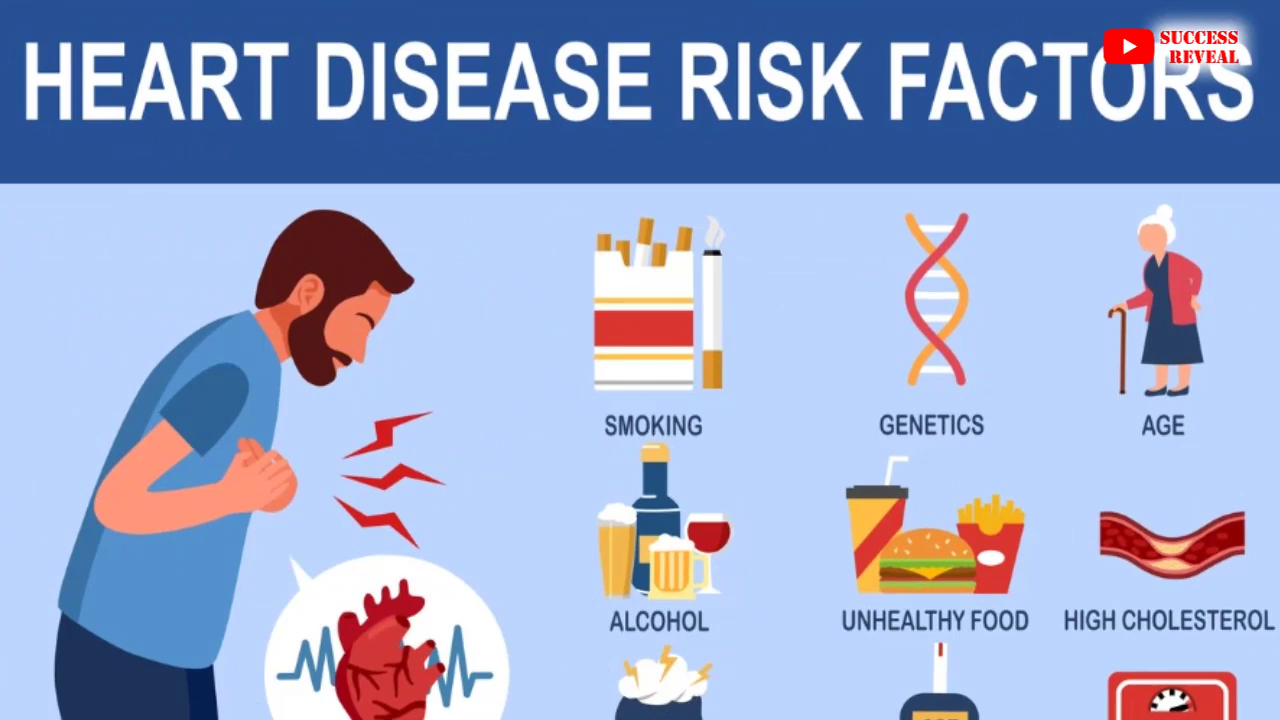 HEART DISEASE RISK FACTORS
SUCCESS
REVEAL
SMOKING
GENETICS
AGE
ALCOHOL
UNHEALTHY FOOD
HIGH CHOLESTEROL